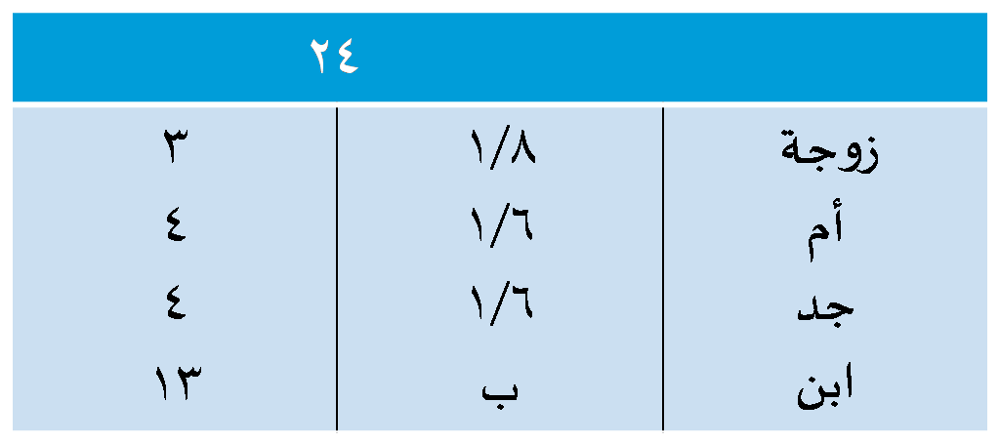 ٢٤
زوجة ١/٨ ٣
أم ١/٦ ٤
جد ١/٦ ٤
ابن ب ١٣